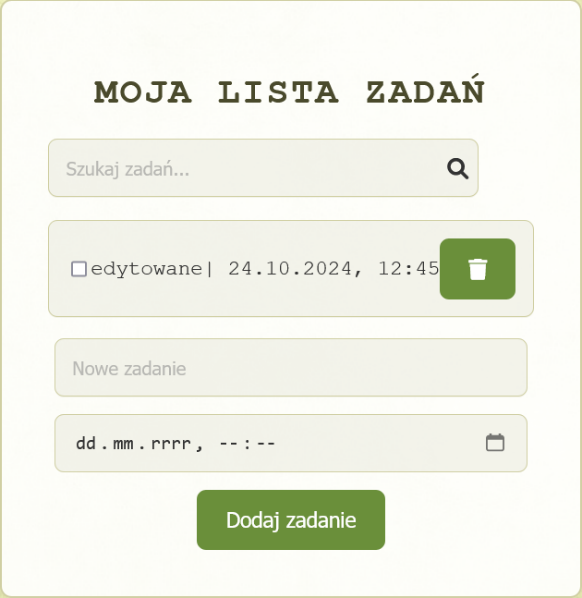 MOJA LISTA ZADAŃ
Szukaj zadań...
edytowane| 24.10.2024, 12:45
Nowe zadanie
dd.mm.rrrr, --:--
Dodaj zadanie